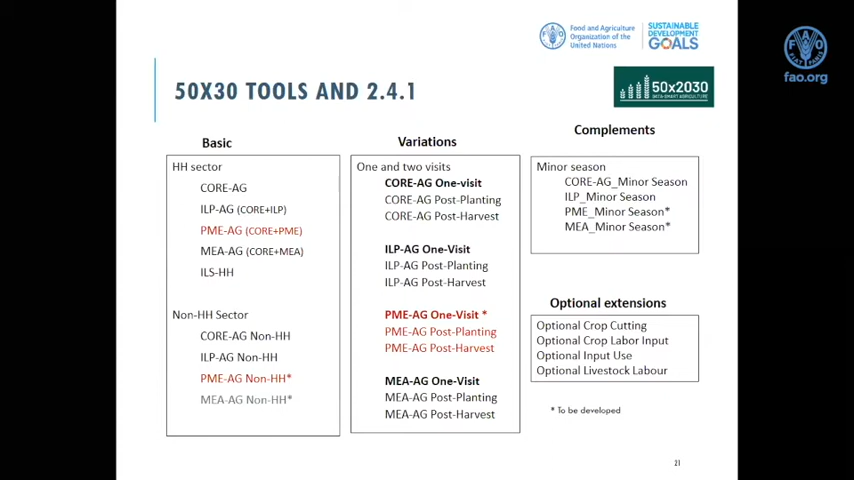 Food and Agriculture
Organization of the
United Nations
SUSTAINABLE
DEVELOPMENT
GOALS
FAO
FIAT PANIS
fao.org
50X30 TOOLS AND 2.4.1
50x2030
DATA-SMART AGRICULTURE
Basic
HH sector
CORE-AG
ILP-AG (CORE+ILP)
PME-AG (CORE+PME)
MEA-AG (CORE+MEA)
ILS-HH
Non-HH Sector
CORE-AG Non-HH
ILP-AG Non-HH
PME-AG Non-HH*
MEA-AG Non-HH*
Variations
One and two visits
CORE-AG One-visit
CORE-AG Post-Planting
CORE-AG Post-Harvest
ILP-AG One-Visit
ILP-AG Post-Planting
ILP-AG Post-Harvest
PME-AG One-Visit *
PME-AG Post-Planting
PME-AG Post-Harvest
MEA-AG One-Visit
MEA-AG Post-Planting
MEA-AG Post-Harvest
Complements
Minor season
CORE-AG_Minor Season
ILP_Minor Season
PME_Minor Season*
MEA_Minor Season*
Optional extensions
Optional Crop Cutting
Optional Crop Labor Input
Optional Input Use
Optional Livestock Labour
* To be developed
21